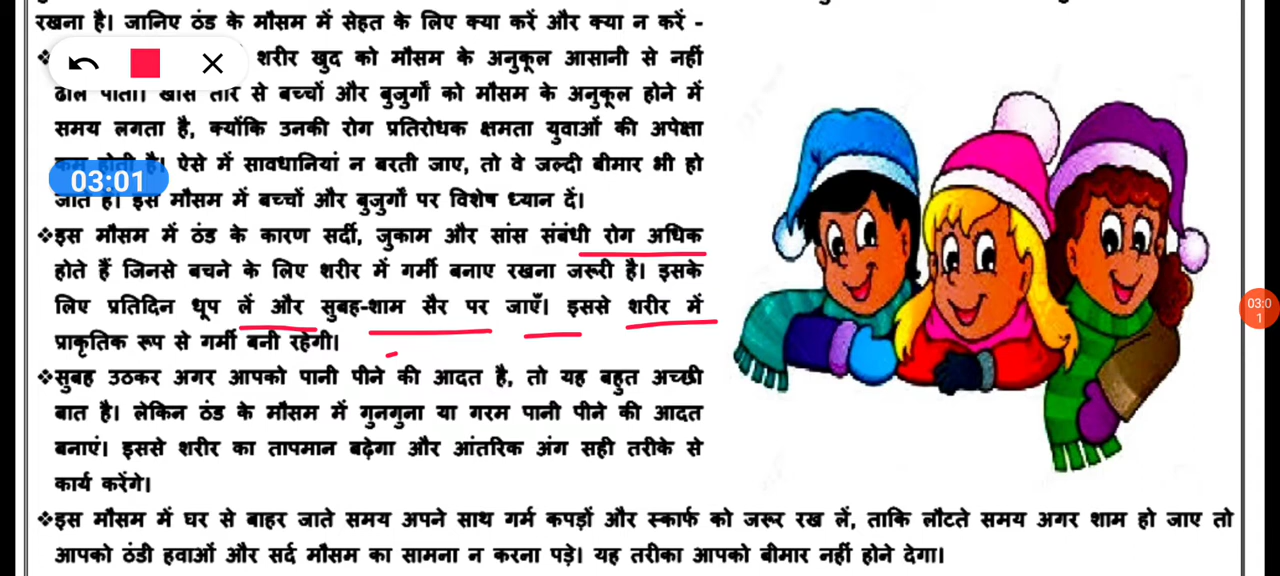 रखना है। जानिए ठंड के मौसम में सेहत के लिए क्या करें और क्या न करें -
❖ शरीर खुद को मौसम के अनुकूल आसानी से नहीं
ढाल पाता। खास तौर से बच्चों और बुजुर्गों को मौसम के अनुकूल होने में
समय लगता है, क्योंकि उनकी रोग प्रतिरोधक क्षमता युवाओं की अपेक्षा
कम होती है। ऐसे में सावधानियां न बरती जाए, तो वे जल्दी बीमार भी हो
03:01
जाते हैं। इस मौसम में बच्चों और बुजुर्गों पर विशेष ध्यान दें।
❖इस मौसम में ठंड के कारण सर्दी, जुकाम और सांस संबंधी रोग अधिक
होते हैं जिनसे बचने के लिए शरीर में गर्मी बनाए रखना जरूरी है। इसके
लिए प्रतिदिन धूप लें और सुबह-शाम सैर पर जाएँ। इससे शरीर में
प्राकृतिक रूप से गर्मी बनी रहेगी।
❖सुबह उठकर अगर आपको पानी पीने की आदत है, तो यह बहुत अच्छी
बात है। लेकिन ठंड के मौसम में गुनगुना या गरम पानी पीने की आदत
बनाएं। इससे शरीर का तापमान बढ़ेगा और आंतरिक अंग सही तरीके से
कार्य करेंगे।
❖इस मौसम में घर से बाहर जाते समय अपने साथ गर्म कपड़ों और स्कार्फ को जरूर रख लें, ताकि लौटते समय अगर शाम हो जाए तो
आपको ठंडी हवाओं और सर्द मौसम का सामना न करना पड़े। यह तरीका आपको बीमार नहीं होने देगा।
03:0
1